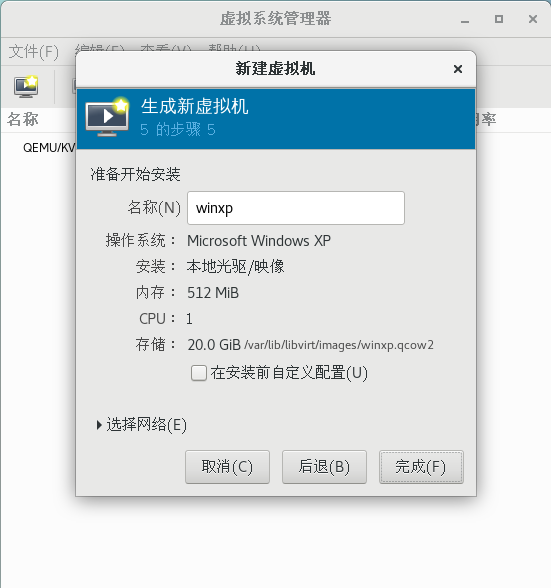 虚拟系统管理器
文件(F) 编辑(E) 查看(V) 帮助(H)
新建虚拟机
生成新虚拟机
5 的步骤 5
名称
QEMU/KV
准备开始安装
名称(N) winxp
操作系统： Microsoft Windows XP
安装： 本地光驱/映像
内存： 512 MiB
CPU： 1
存储： 20.0 GiB /var/lib/libvirt/images/winxp.qcow2
在安装前自定义配置(U)
选择网络(E)
取消(C) 后退(B) 完成(F)